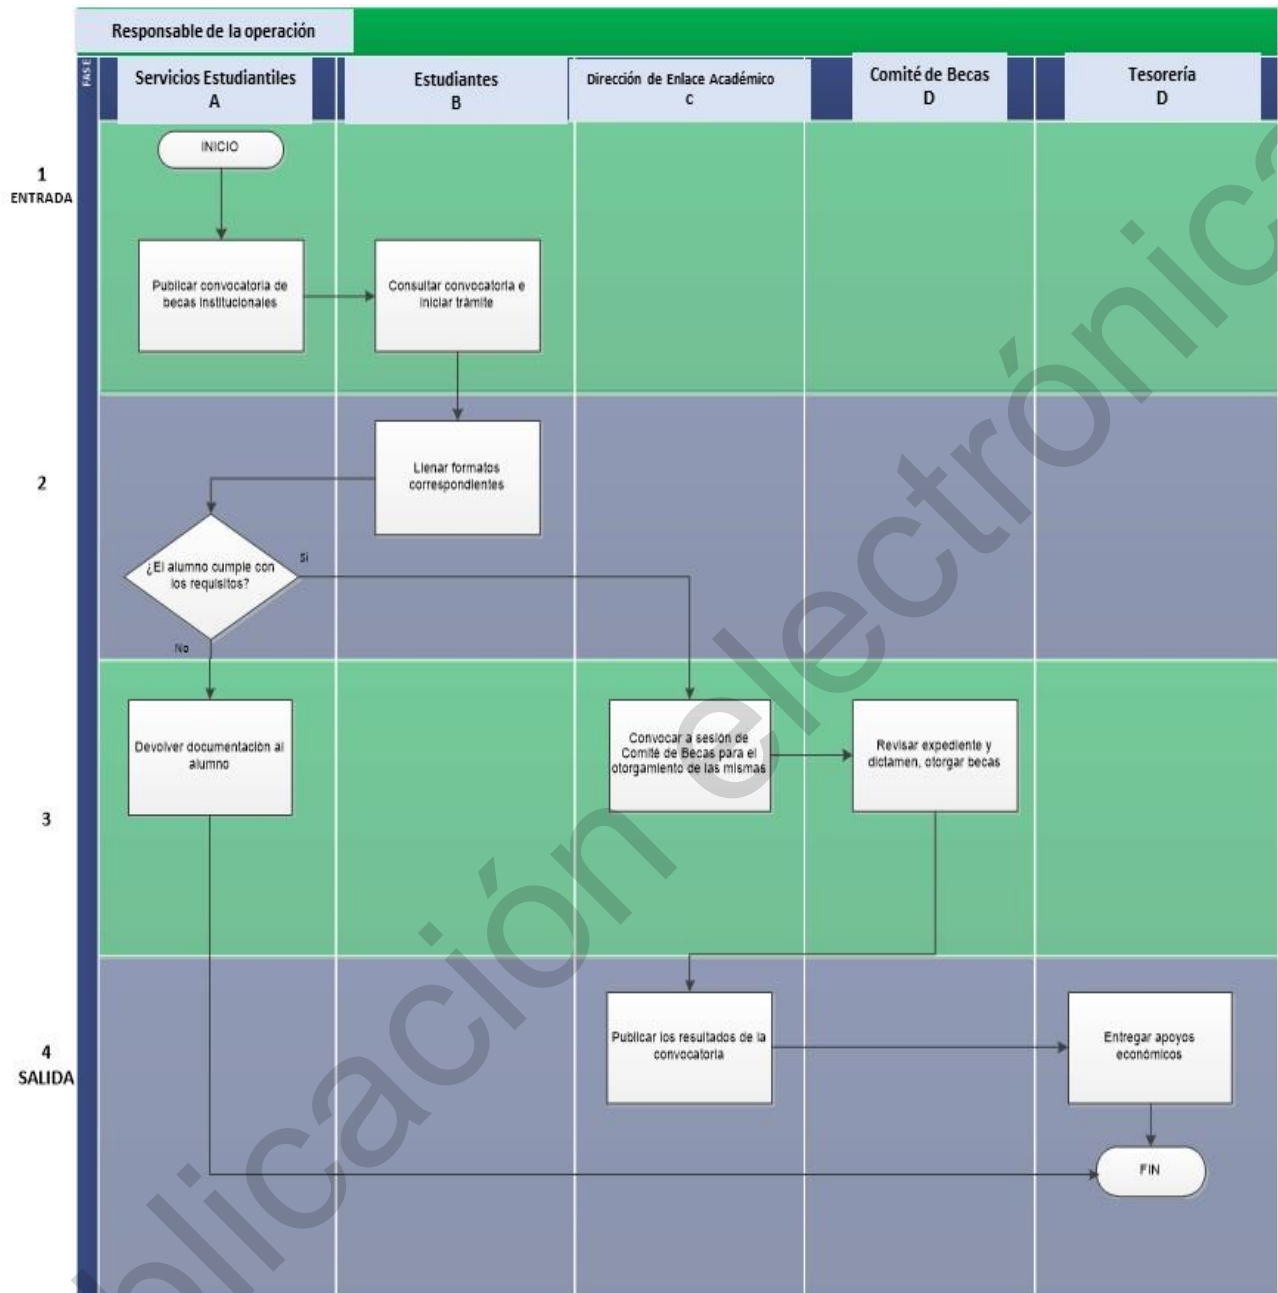 Responsable de la operación
FASE
Servicios Estudiantiles
A
Estudiantes
B
Dirección de Enlace Académico
C
Comité de Becas
D
Tesorería
D
1
ENTRADA
INICIO
Publicar convocatoria de
becas institucionales
Consultar convocatoria e
iniciar trámite
2
Llenar formatos
correspondientes
¿El alumno cumple con
los requisitos?
Si
No
3
Devolver documentación al
alumno
Convocar a sesión de
Comité de Becas para el
otorgamiento de las mismas
Revisar expediente y
dictamen, otorgar becas
4
SALIDA
Publicar los resultados de la
convocatoria
Entregar apoyos
económicos
FIN
blicación electrónica